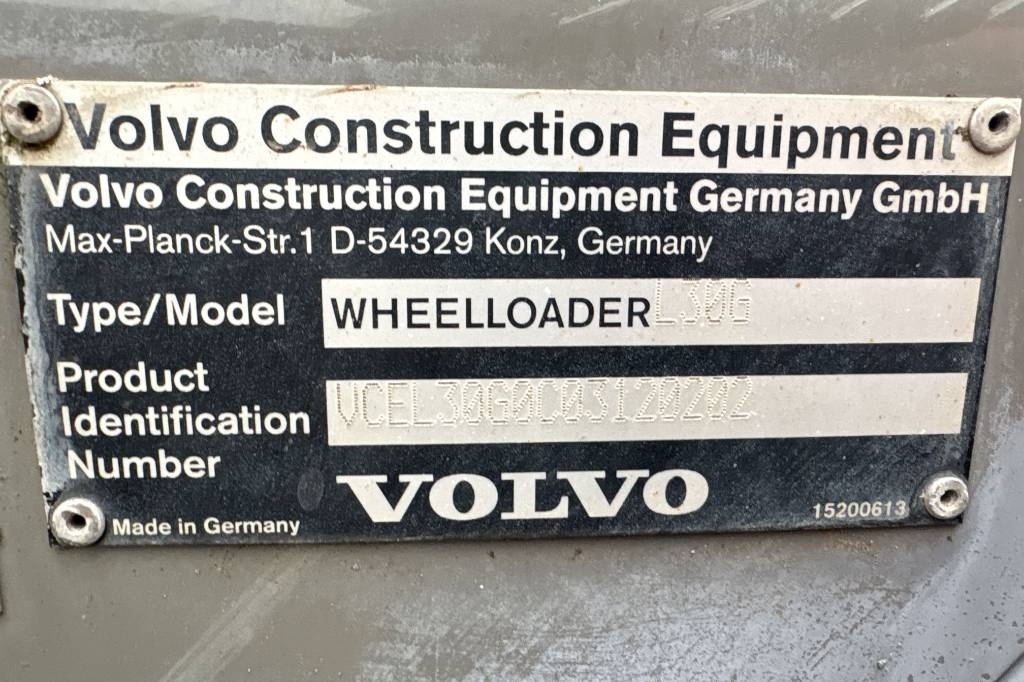 Volvo Construction Equipment
Volvo Construction Equipment Germany GmbH
Max-Planck-Str.1 D-54329 Konz, Germany
Type/Model WHEELLOADER L30G
Product
Identification
Number
VCEL30G0C03120202
VOLVO
Made in Germany
15200613